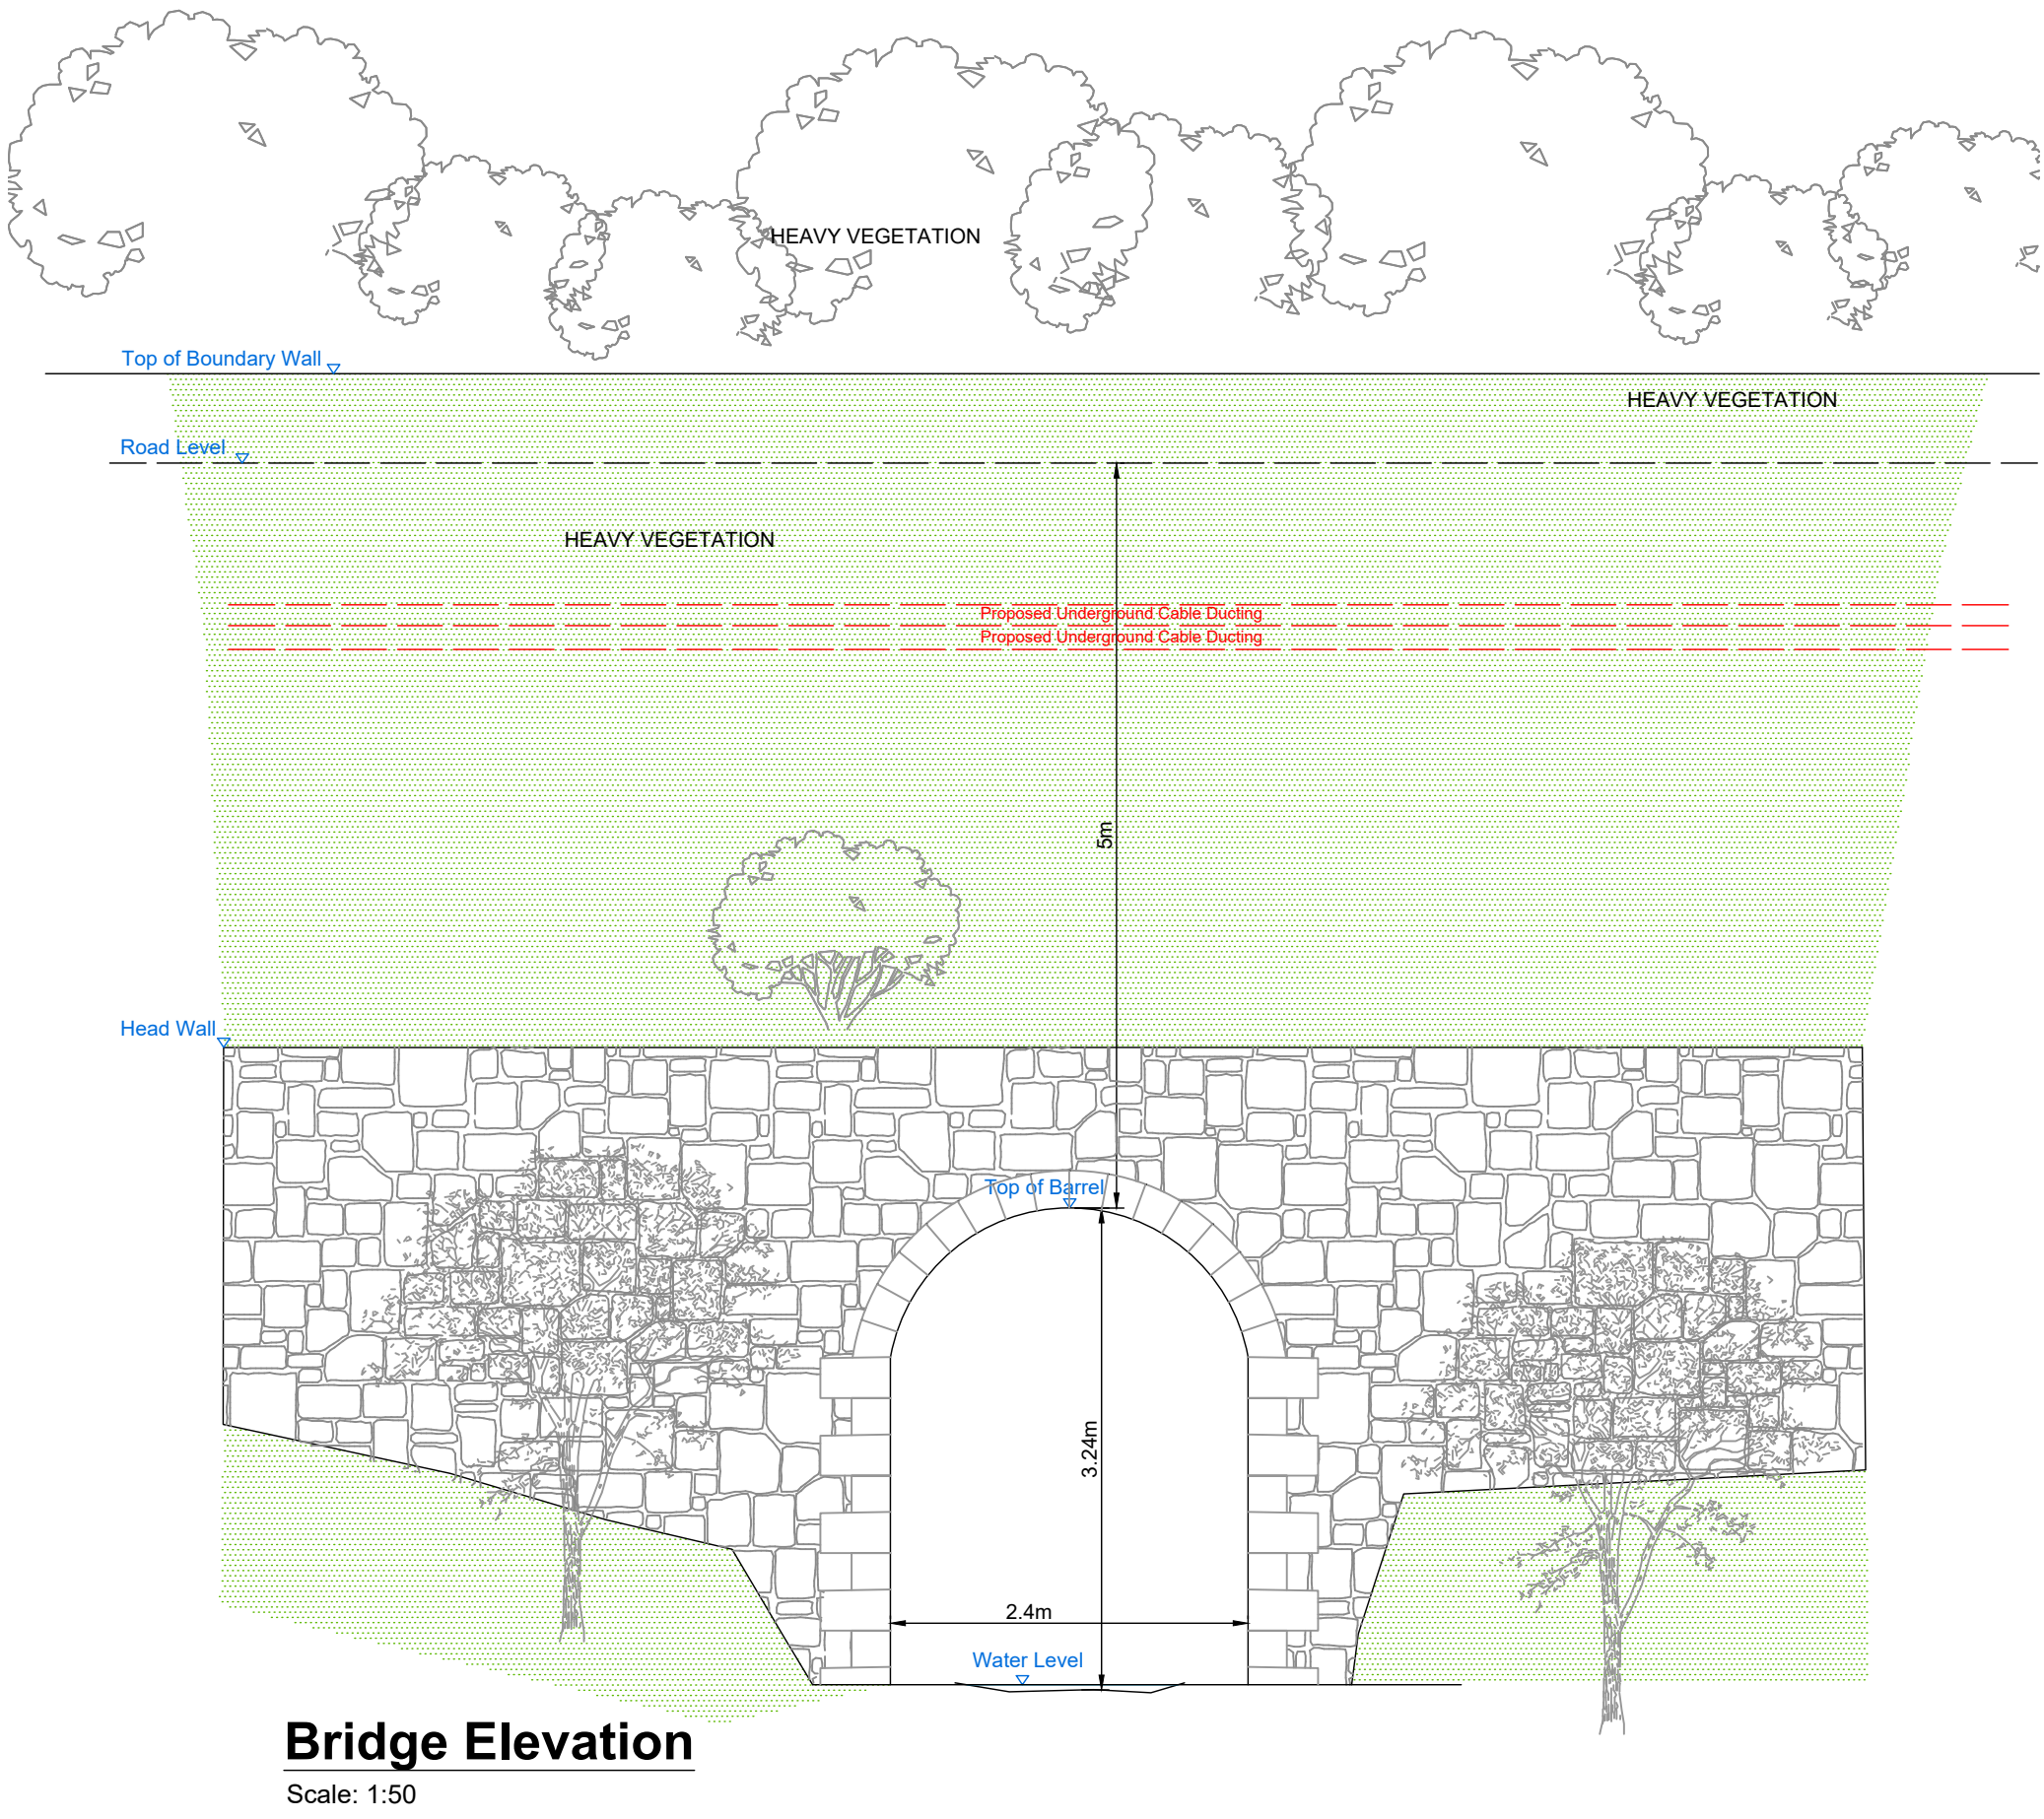 HEAVY VEGETATION
Top of Boundary Wall
HEAVY VEGETATION
Road Level
HEAVY VEGETATION
Proposed Underground Cable Ducting
Proposed Underground Cable Ducting
5m
Head Wall
Top of Barrel
3.24m
2.4m
Water Level
Bridge Elevation
Scale: 1:50